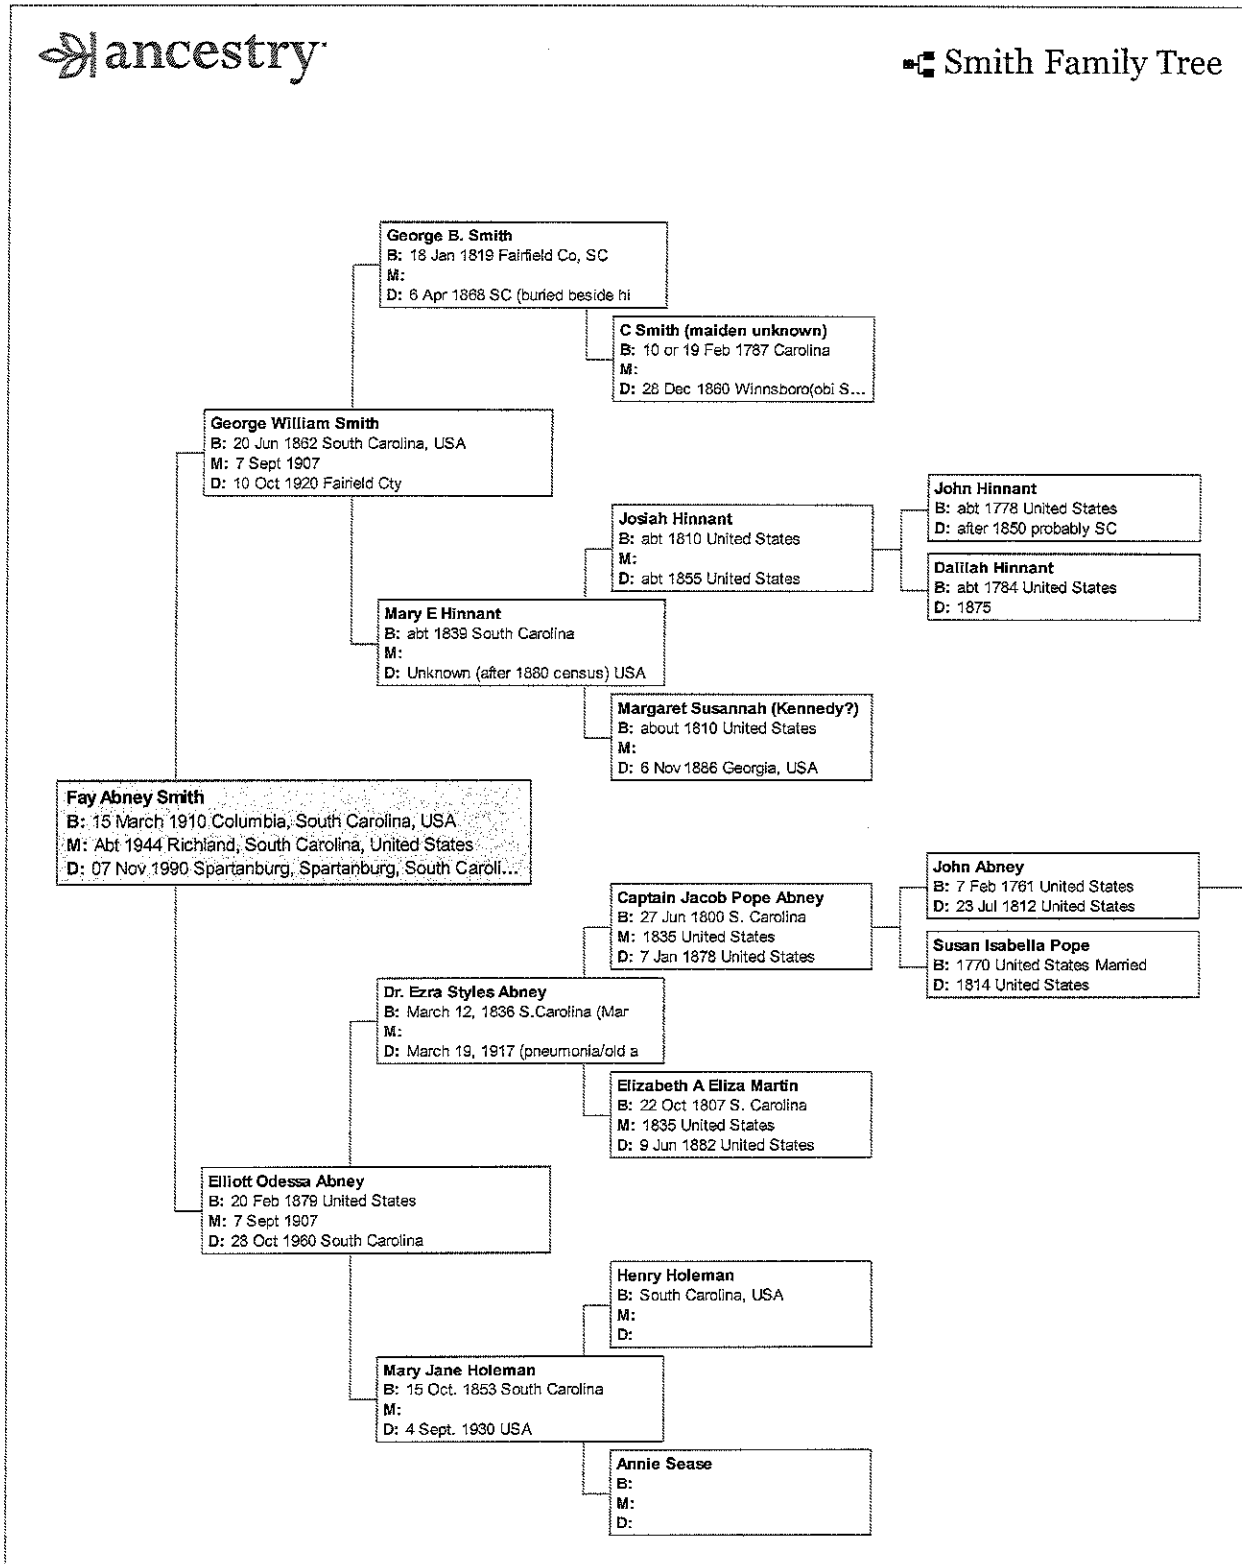 ancestry
Smith Family Tree
George B. Smith
B: 18 Jan 1819 Fairfield Co, SC
M:
D: 6 Apr 1868 SC (buried beside hi
C Smith (maiden unknown)
B: 10 or 19 Feb 1787 Carolina
M:
D: 28 Dec 1860 Winnsboro(obi S...
George William Smith
B: 20 Jun 1862 South Carolina, USA
M: 7 Sept 1907
D: 10 Oct 1920 Fairield Cty
John Hinnant
B: abt 1778 United States
D: after 1850 probably SC
Josiah Hinnant
B: abt 1810 United States
M:
D: abt 1855 United States
Dalilah Hinnant
B: abt 1784 United States
D: 1875
Mary E Hinnant
B: abt 1839 South Carolina
M:
D: Unknown (after 1880 census) USA
Margaret Susannah (Kennedy?)
B: about 1810 United States
M:
D: 6 Nov 1886 Georgia, USA
Fay Abney Smith
B: 15 March 1910 Columbia, South Carolina, USA
M: Abt 1944 Richland, South Carolina, United States
D: 07 Nov 1990 Spartanburg, Spartanburg, South Caroli...
John Abney
B: 7 Feb 1761 United States
D: 23 Jul 1812 United States
Captain Jacob Pope Abney
B: 27 Jun 1800 S. Carolina
M: 1835 United States
D: 7 Jan 1878 United States
Susan Isabella Pope
B: 1770 United States Married
D: 1814 United States
Dr. Ezra Styles Abney
B: March 12, 1836 S.Carolina (Mar
M:
D: March 19, 1917 (pneumonia/old a
Elizabeth A Eliza Martin
B: 22 Oct 1807 S. Carolina
M: 1835 United States
D: 9 Jun 1882 United States
Elliott Odessa Abney
B: 20 Feb 1879 United States
M: 7 Sept 1907
D: 28 Oct 1960 South Carolina
Henry Holeman
B: South Carolina, USA
M:
D:
Mary Jane Holeman
B: 15 Oct. 1853 South Carolina
M:
D: 4 Sept. 1930 USA
Annie Sease
B:
M:
D: